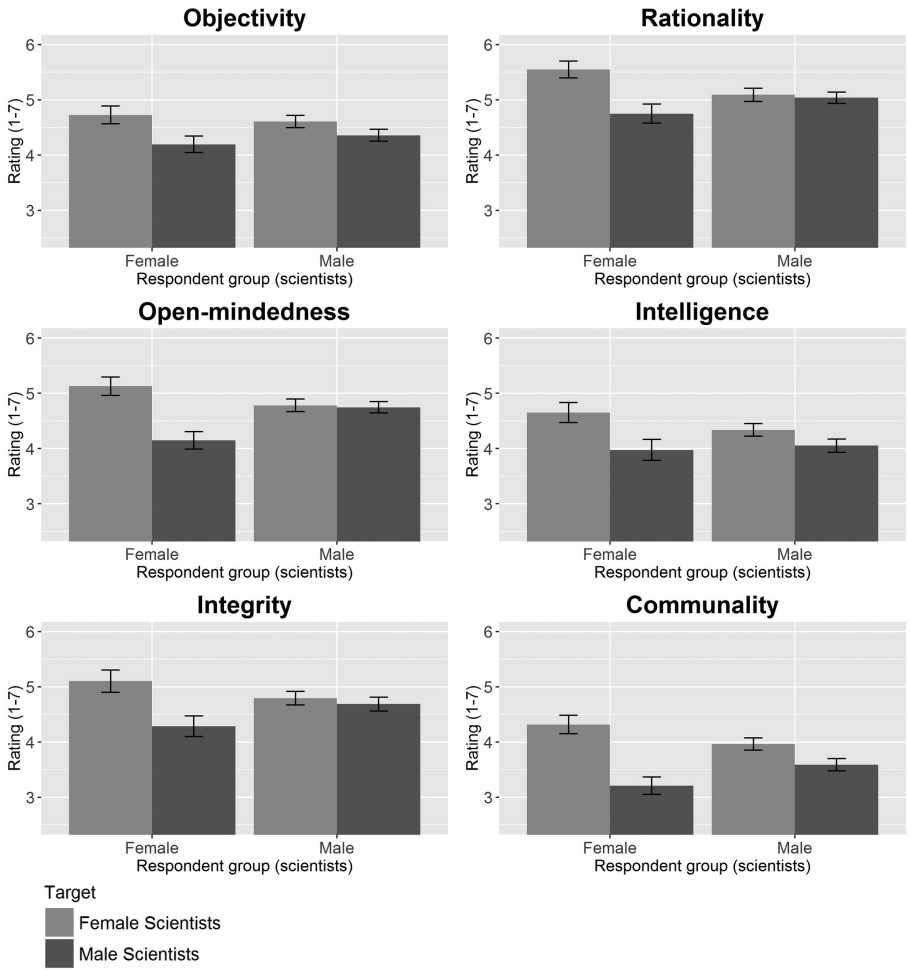 Objectivity
Rating (1-7)
6
5
4
3
Female
Male
Respondent group (scientists)
Rationality
Rating (1-7)
6
5
4
3
Female
Male
Respondent group (scientists)
Open-mindedness
Rating (1-7)
6
5
4
3
Female
Male
Respondent group (scientists)
Intelligence
Rating (1-7)
6
5
4
3
Female
Male
Respondent group (scientists)
Integrity
Rating (1-7)
6
5
4
3
Female
Male
Respondent group (scientists)
Communality
Rating (1-7)
6
5
4
3
Female
Male
Respondent group (scientists)
Target
Female Scientists
Male Scientists